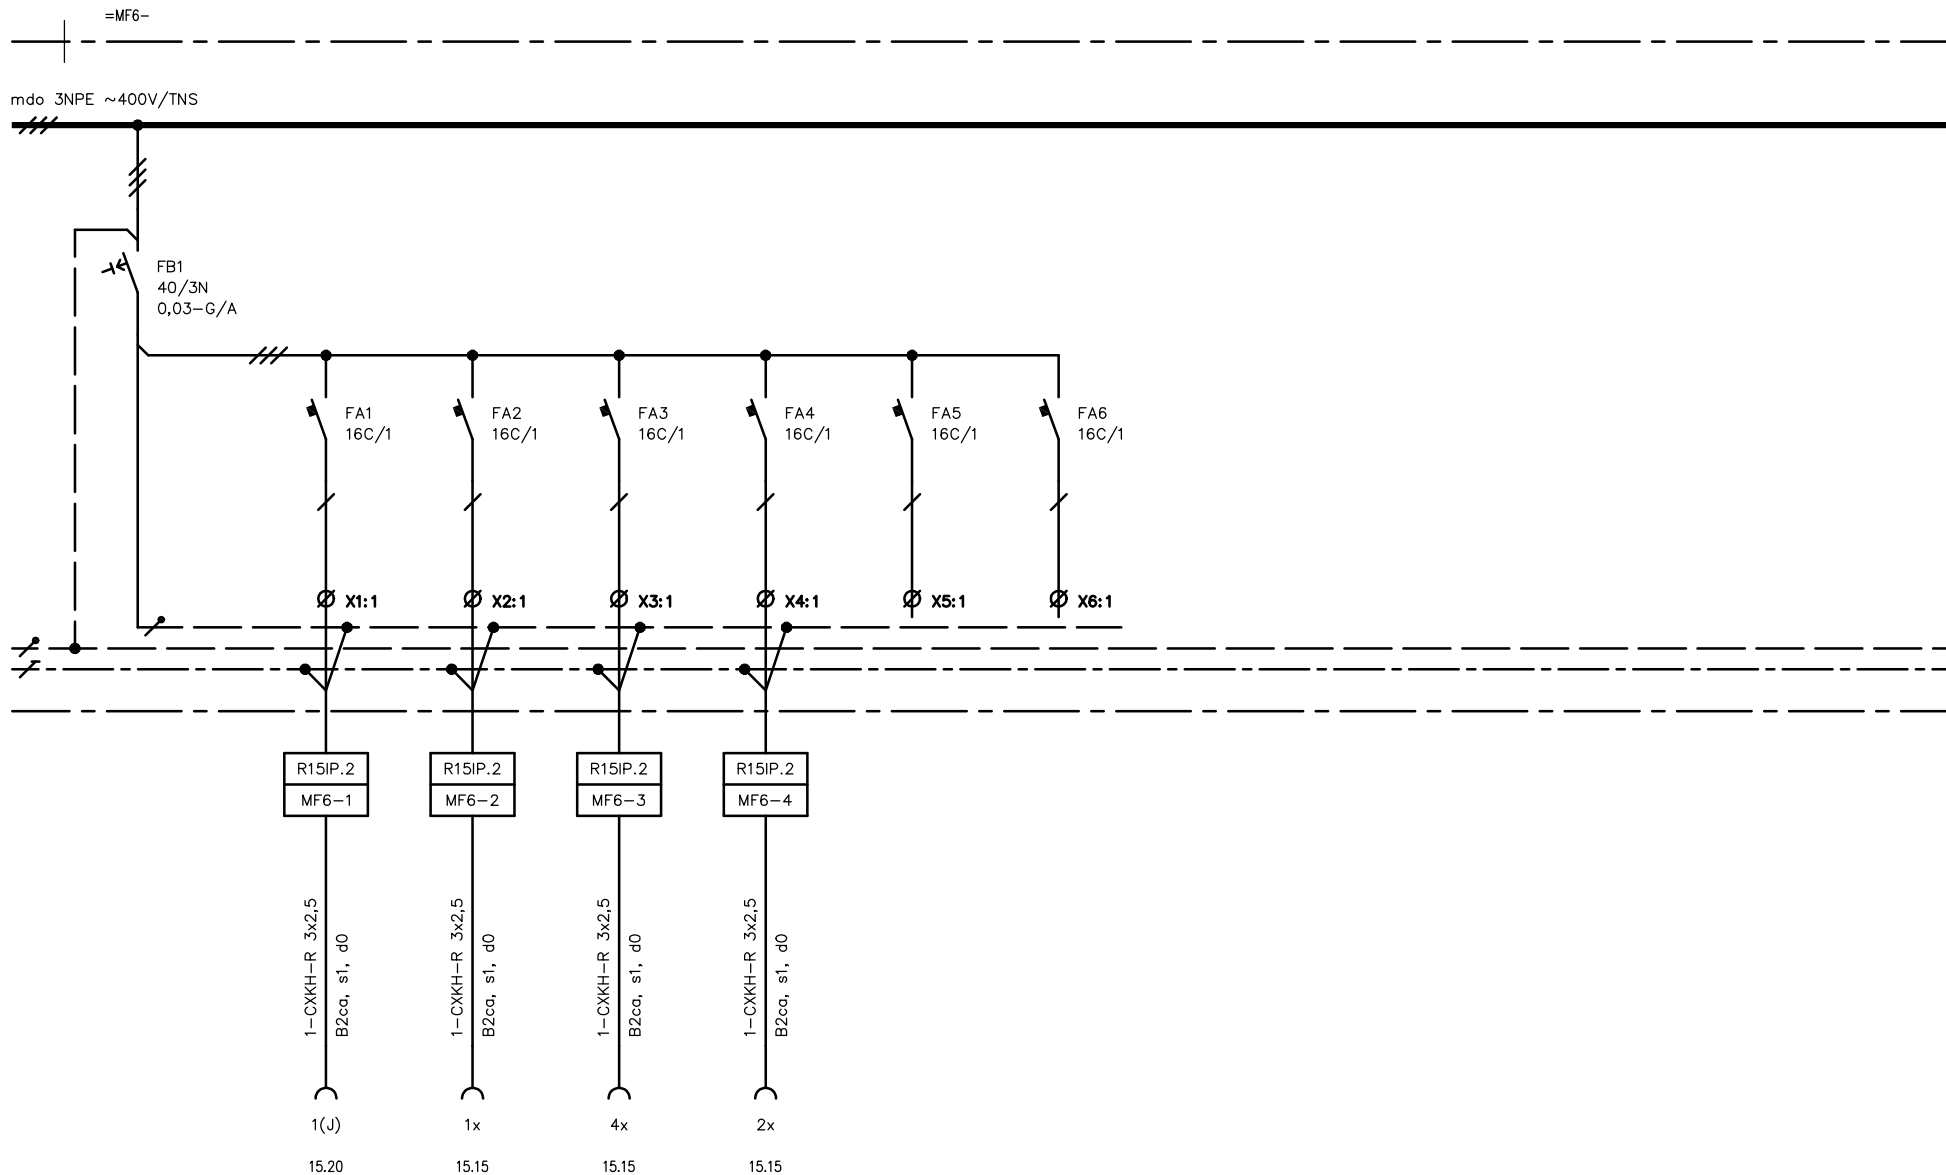 =MF6-
mdo 3NPE ~400V/TNS
FB1
40/3N
0,03-G/A
FA1
16C/1
FA2
16C/1
FA3
16C/1
FA4
16C/1
FA5
16C/1
FA6
16C/1
X1:1
X2:1
X3:1
X4:1
X5:1
X6:1
R15IP.2
MF6-1
R15IP.2
MF6-2
R15IP.2
MF6-3
R15IP.2
MF6-4
1-CXKH-R 3x2,5
B2ca, s1, d0
1-CXKH-R 3x2,5
B2ca, s1, d0
1-CXKH-R 3x2,5
B2ca, s1, d0
1-CXKH-R 3x2,5
B2ca, s1, d0
1(J)
1x
4x
2x
15.20
15.15
15.15
15.15